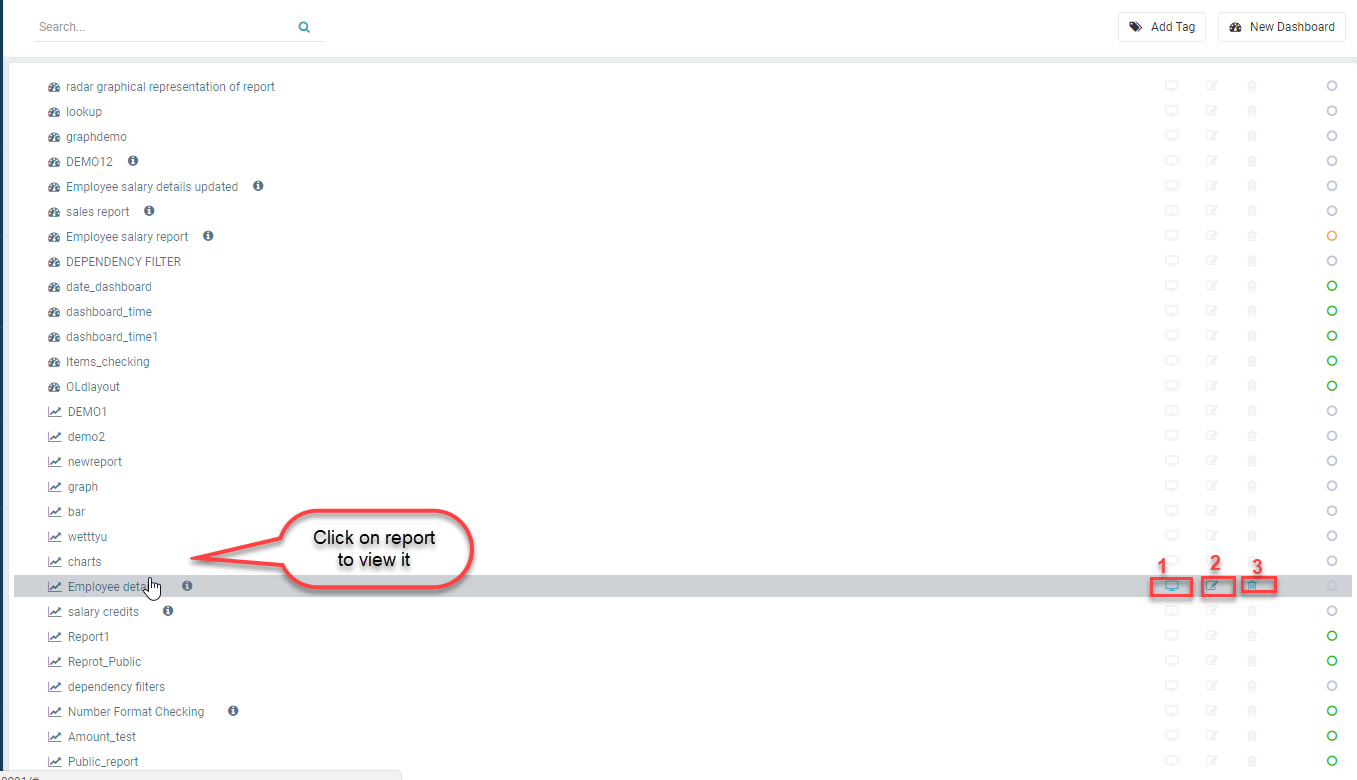 Search...
Add Tag
New Dashboard
radar graphical representation of report
lookup
graphdemo
DEMO12
Employee salary details updated
sales report
Employee salary report
DEPENDENCY FILTER
date_dashboard
dashboard_time
dashboard_time1
Items_checking
OLdlayout
DEMO1
demo2
newreport
graph
bar
wetttyu
charts
Click on report
to view it
1 2 3
Employee
salary credits
Report1
Reprot_Public
dependency filters
Number Format Checking
Amount_test
Public_report